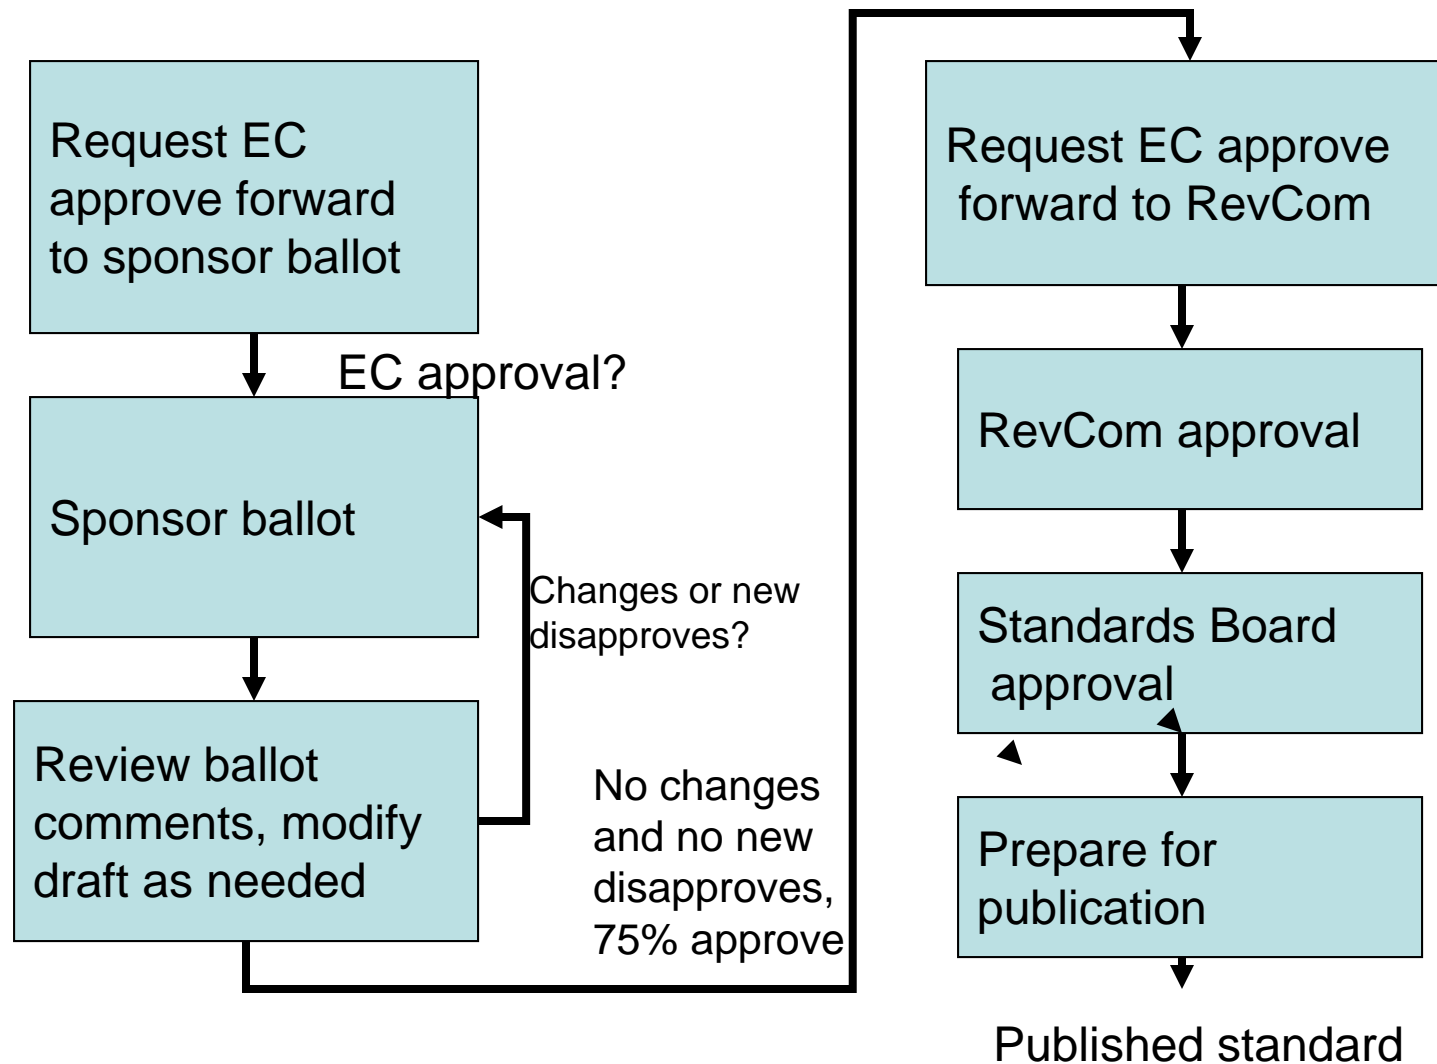 Request EC
approve forward
to sponsor ballot
EC approval?
Sponsor ballot
Changes or new
disapproves?
Review ballot
comments, modify
draft as needed
No changes
and no new
disapproves,
75% approve
Request EC approve
forward to RevCom
RevCom approval
Standards Board
approval
Prepare for
publication
Published standard